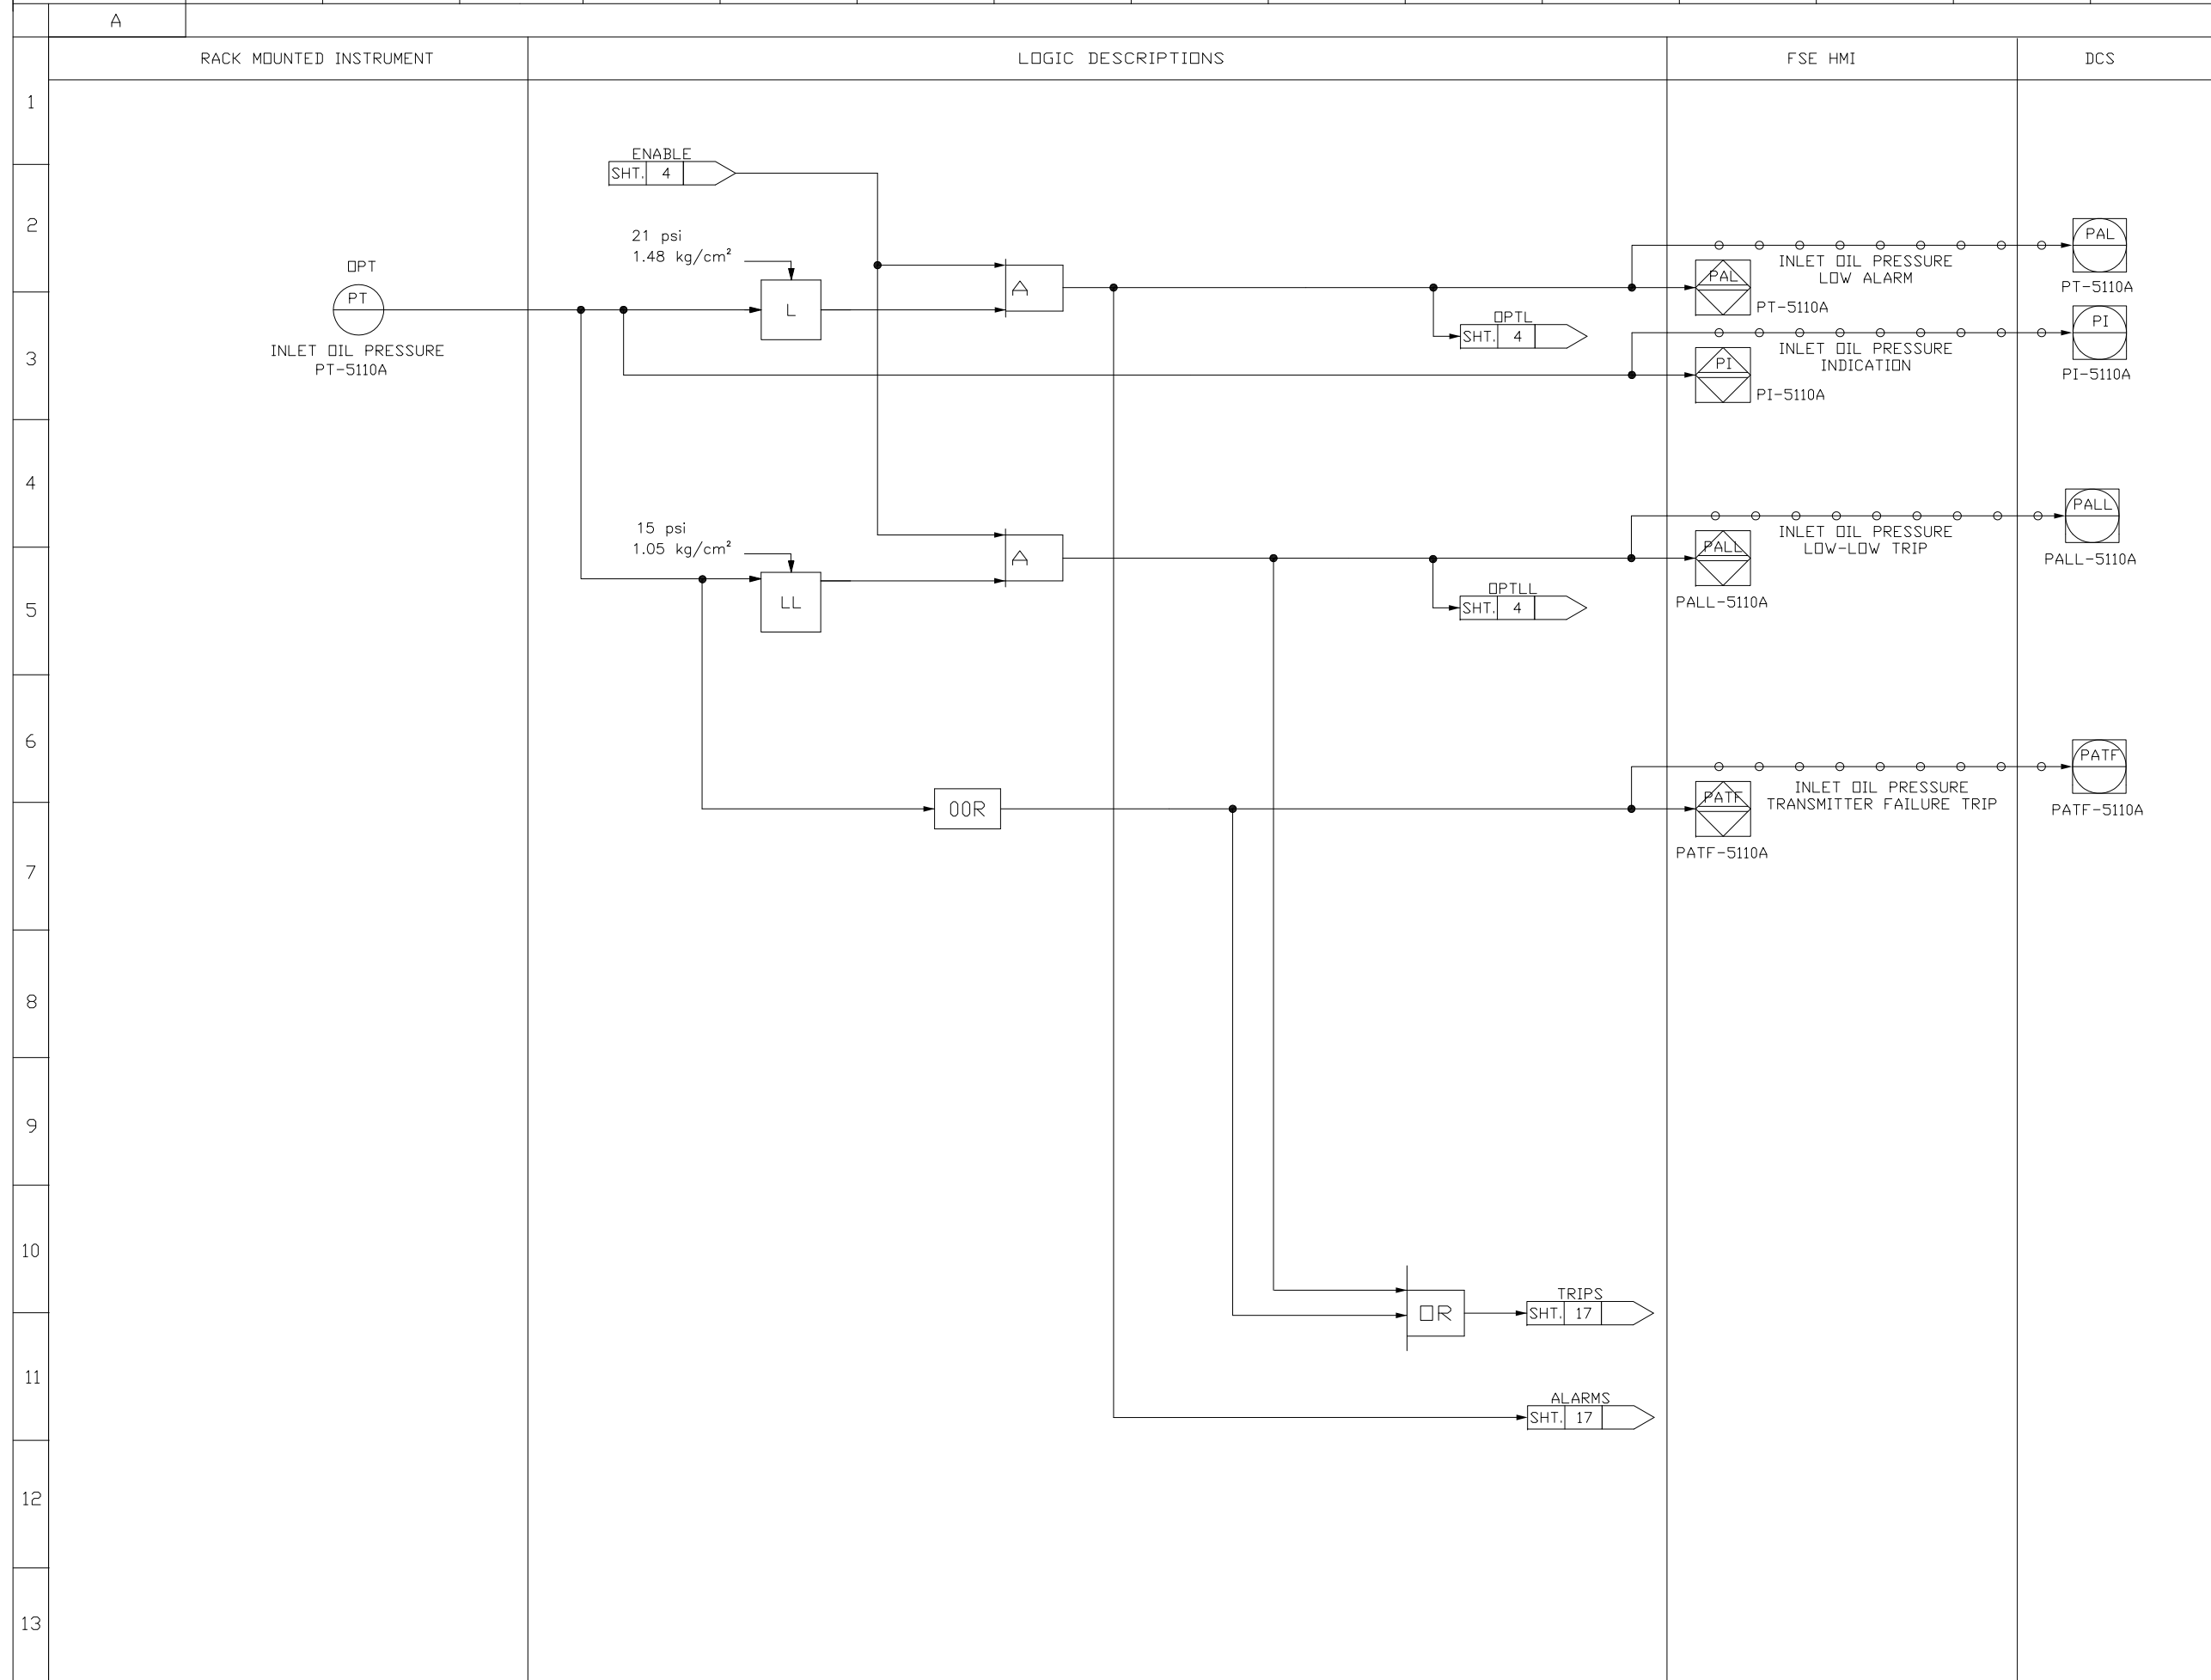 A
RACK MOUNTED INSTRUMENT
LOGIC DESCRIPTIONS
FSE HMI
DCS
1
ENABLE
SHT. 4
2
21 psi
1.48 kg/cm²
OPT
PT
INLET OIL PRESSURE
PT-5110A
L
A
OPTL
SHT. 4
PAL
PT-5110A
INLET OIL PRESSURE
LOW ALARM
PAL
PT-5110A
3
PI
PI-5110A
INLET OIL PRESSURE
INDICATION
PI
PI-5110A
4
15 psi
1.05 kg/cm²
LL
A
OPTLL
SHT. 4
PALL
PALL-5110A
INLET OIL PRESSURE
LOW-LOW TRIP
PALL
PALL-5110A
5
6
OOR
PATF
PATF-5110A
INLET OIL PRESSURE
TRANSMITTER FAILURE TRIP
PATF
PATF-5110A
7
8
9
10
OR
TRIPS
SHT. 17
11
ALARMS
SHT. 17
12
13